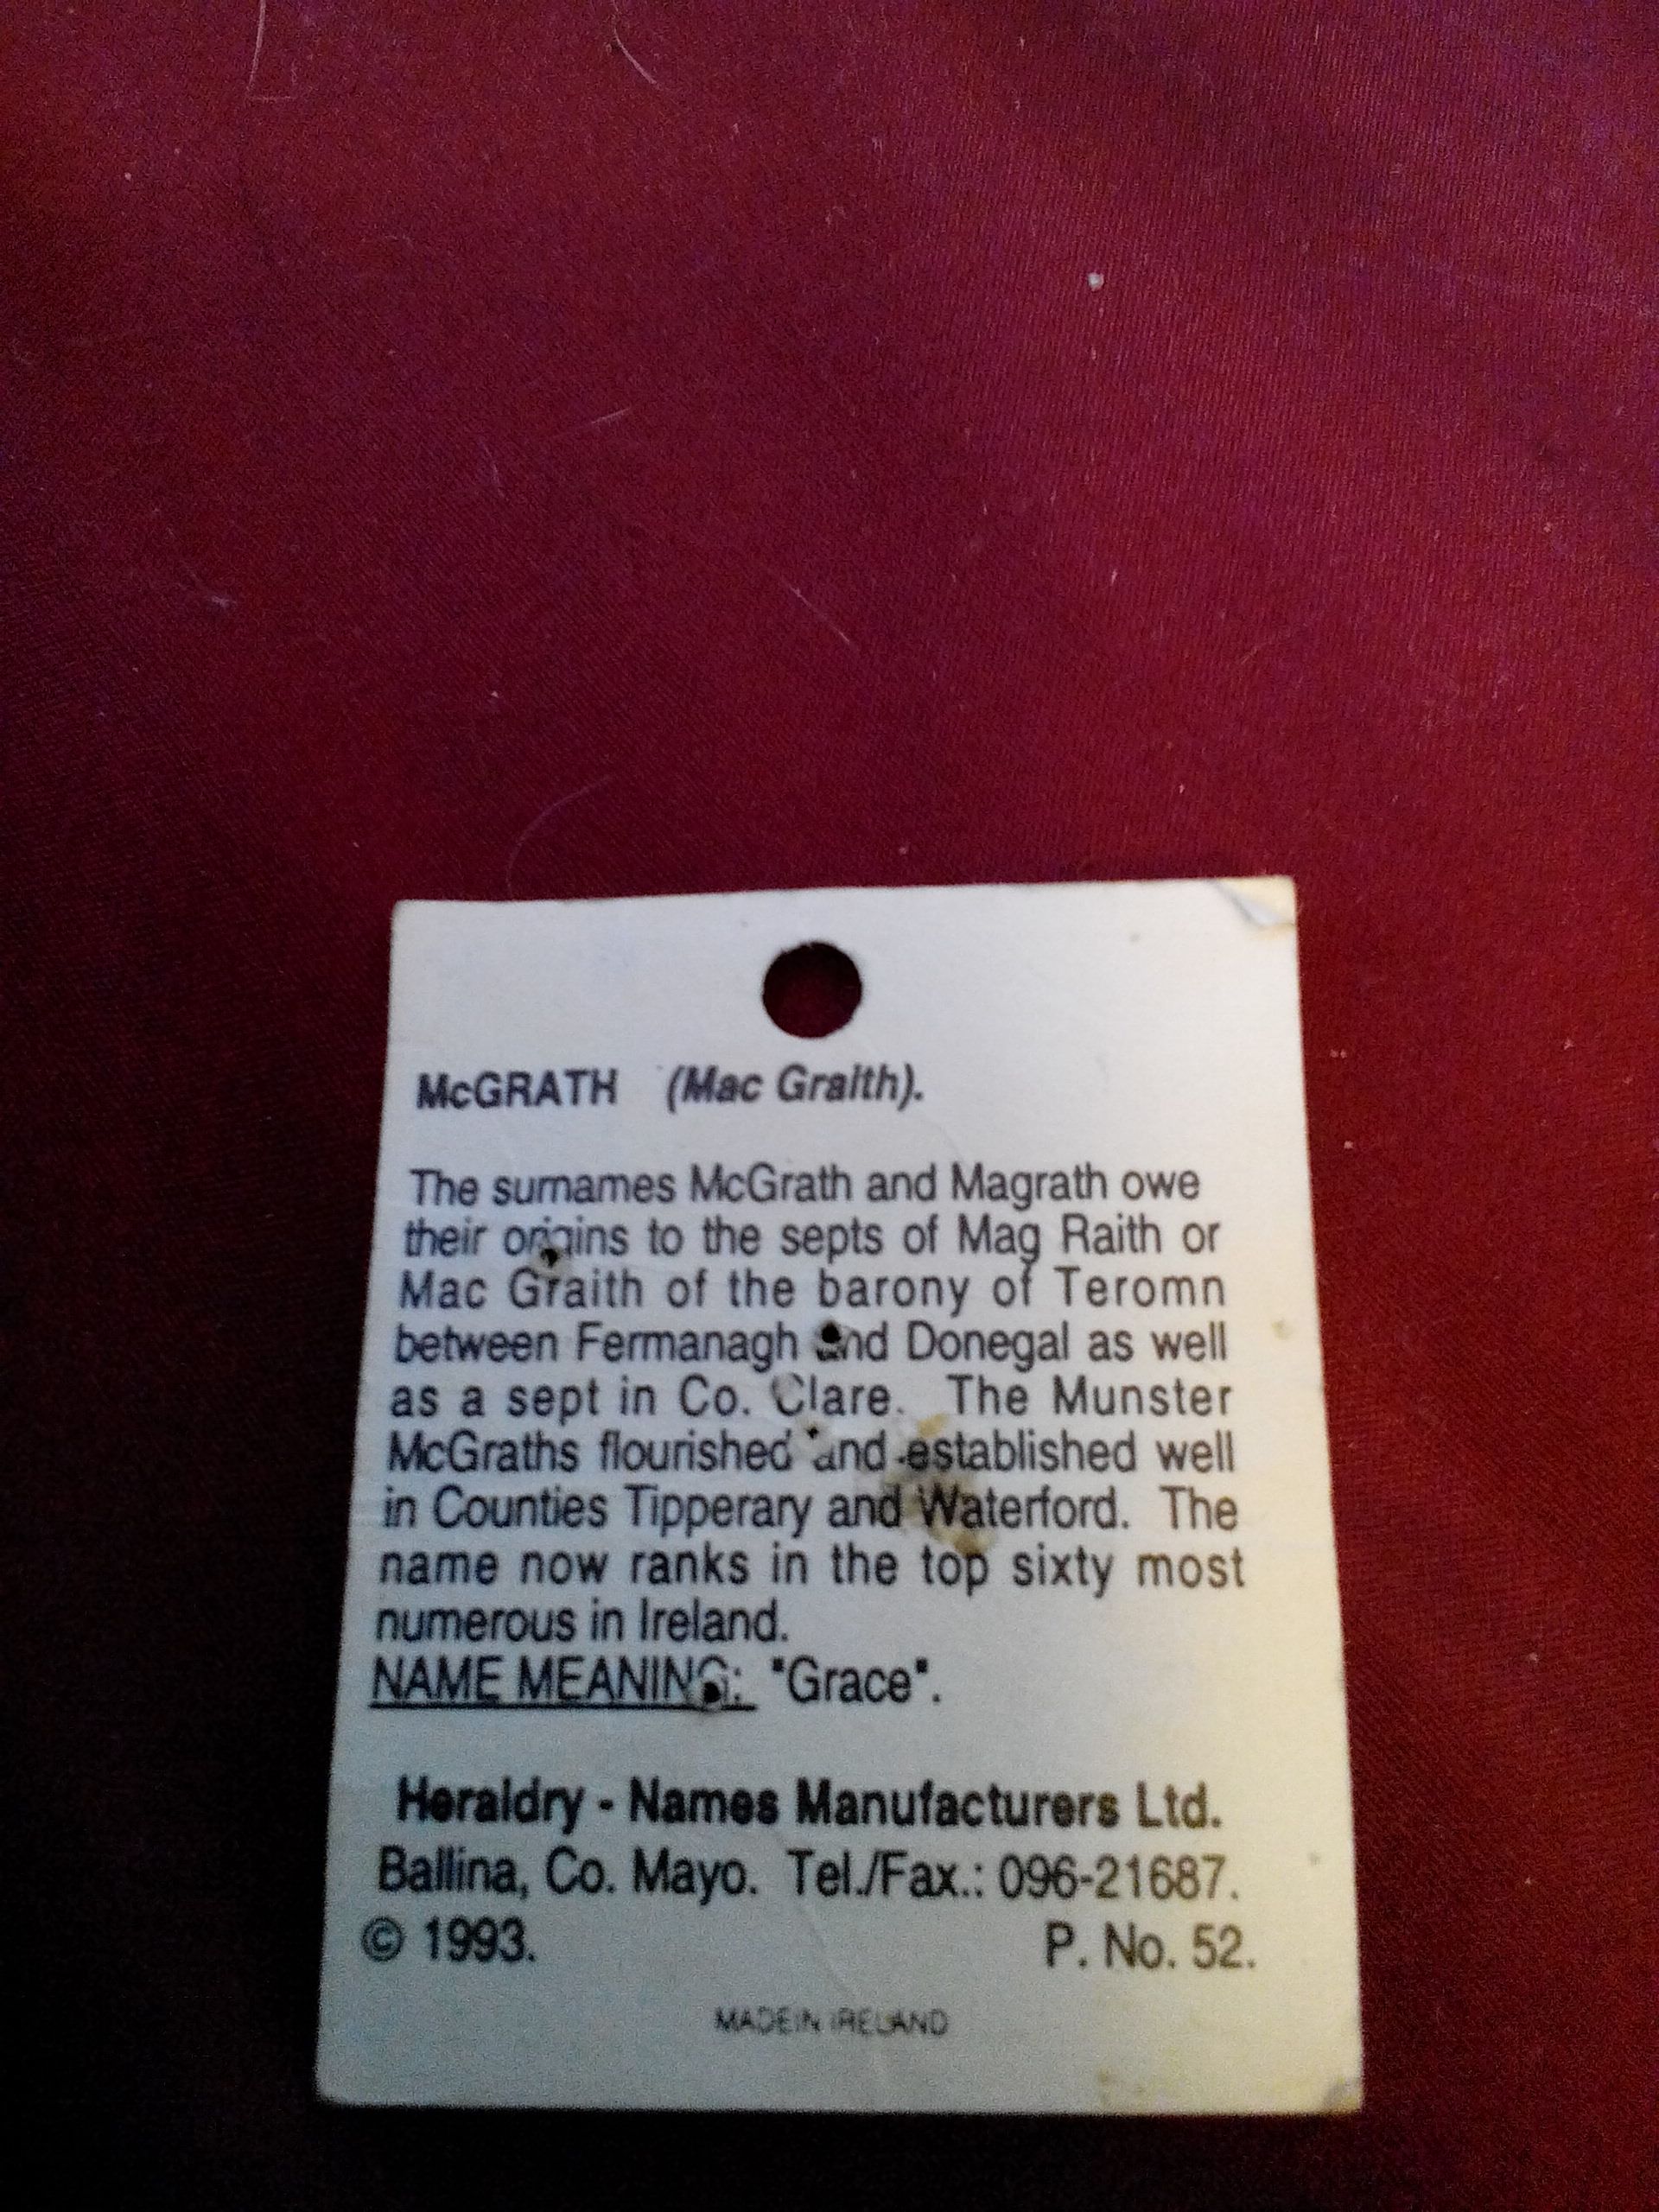 McGRATH (Mac Graith).
The surnames McGrath and Magrath owe
their origins to the septs of Mag Raith or
Mac Graith of the barony of Teromn
between Fermanagh and Donegal as well
as a sept in Co. Clare. The Munster
McGraths flourished and established well
in Counties Tipperary and Waterford. The
name now ranks in the top sixty most
numerous in Ireland.
NAME MEANING: "Grace".
Heraldry - Names Manufacturers Ltd.
Ballina, Co. Mayo. Tel./Fax.: 096-21687.
© 1993. P. No. 52.
MADE IN IRELAND